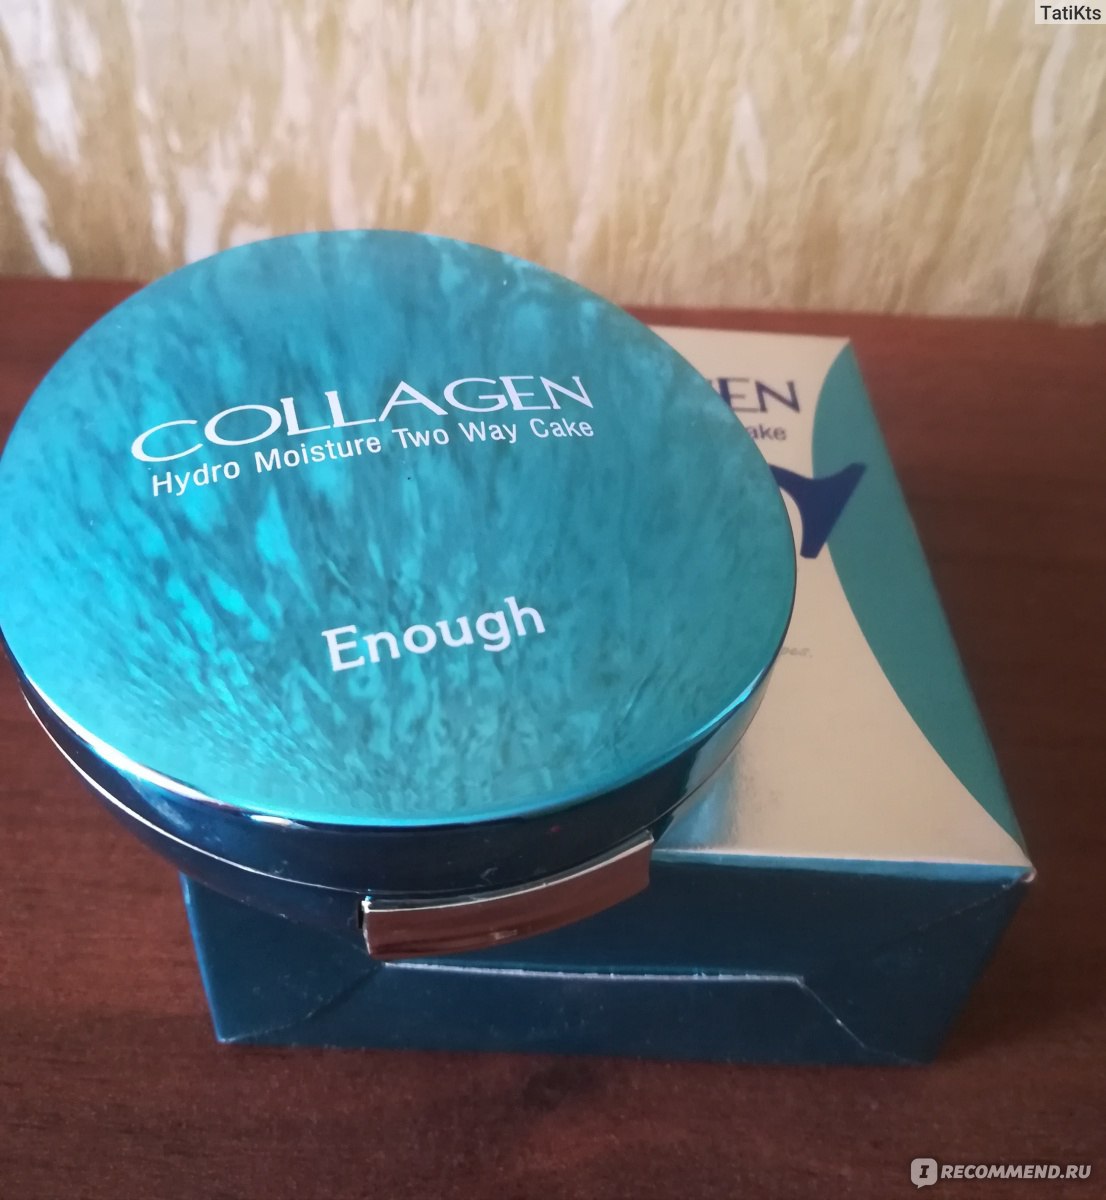 TatiKts
COLLAGEN
Hydro Moisture Two Way Cake
Enough
RECOMMEND.RU